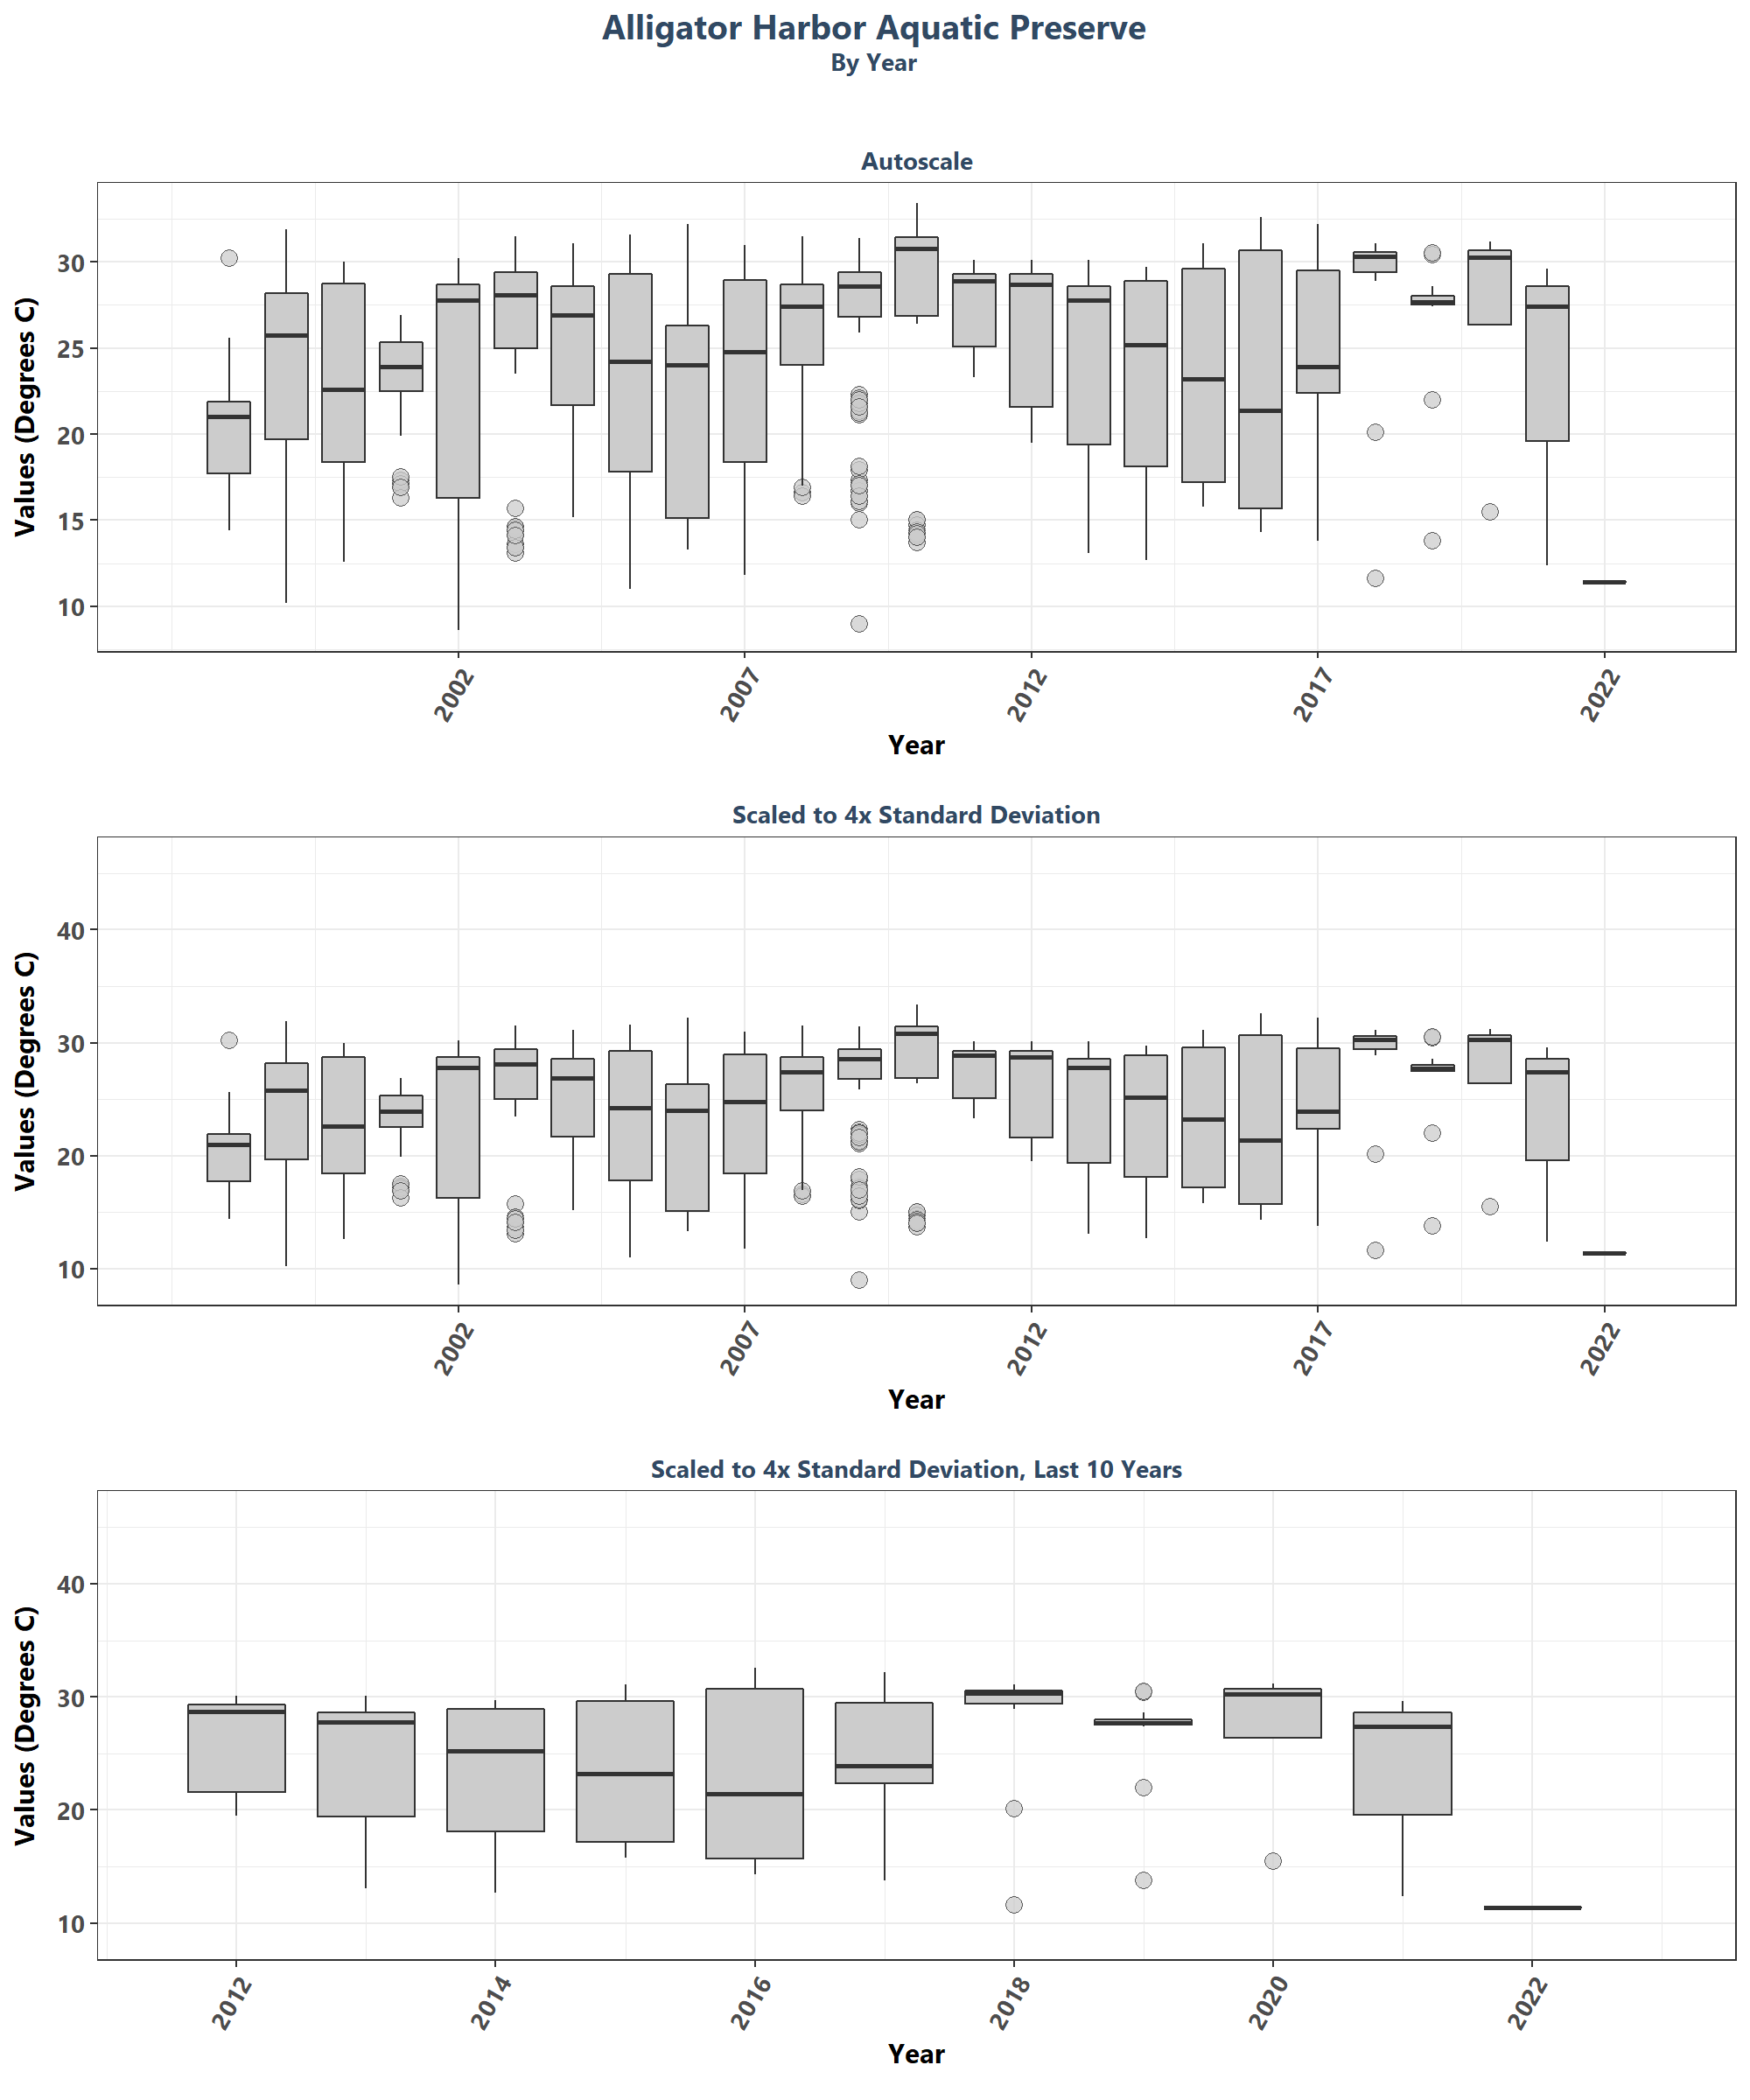 Alligator Harbor Aquatic Preserve
By Year
Autoscale
Values (Degrees C)
30
25
20
15
10
2002
2007
2012
2017
2022
Year
Scaled to 4x Standard Deviation
Values (Degrees C)
40
30
20
10
2002
2007
2012
2017
2022
Year
Scaled to 4x Standard Deviation, Last 10 Years
Values (Degrees C)
40
30
20
10
2012
2014
2016
2018
2020
2022
Year